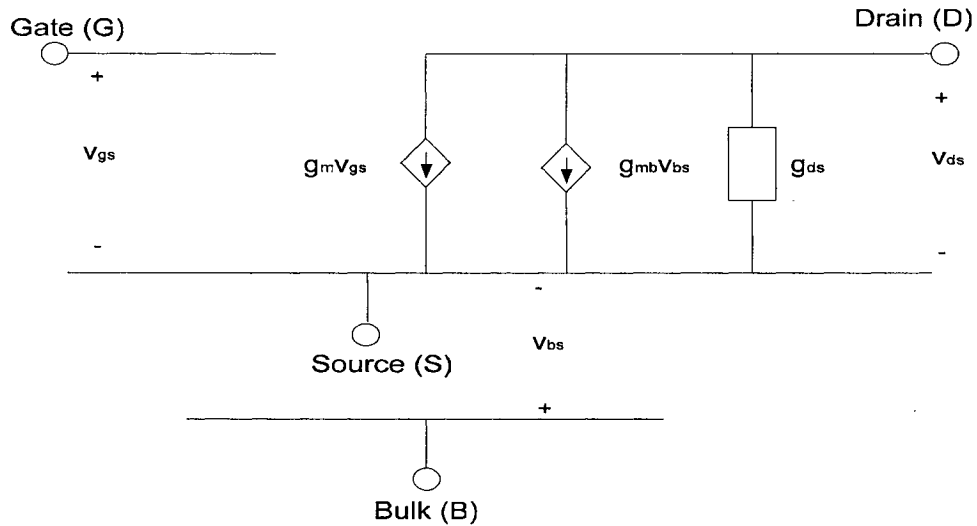 Gate (G)
Drain (D)
+
+
vgs
gmvgs
gmbvbs
gds
vds
-
-
-
Source (S)
vbs
+
Bulk (B)